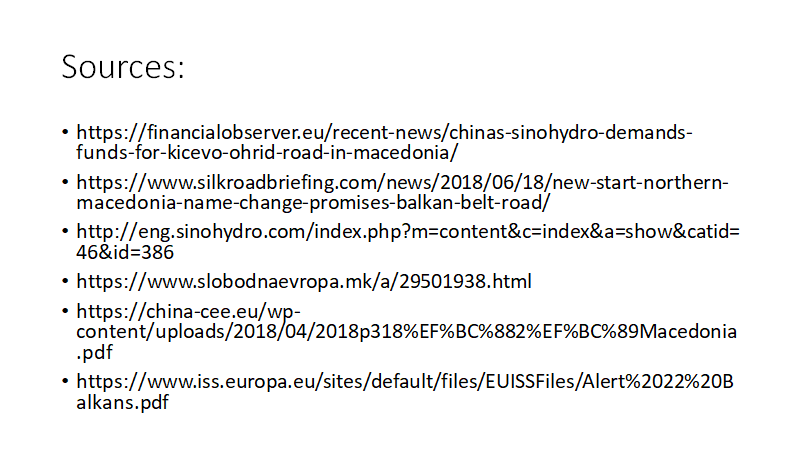 Sources:
• https://financialobserver.eu/recent-news/chinas-sinohydro-demands-
funds-for-kicevo-ohrid-road-in-macedonia/
• https://www.silkroadbriefing.com/news/2018/06/18/new-start-northern-
macedonia-name-change-promises-balkan-belt-road/
• http://eng.sinohydro.com/index.php?m=content&c=index&a=show&catid=
46&id=386
• https://www.slobodnaevropa.mk/a/29501938.html
• https://china-cee.eu/wp-
content/uploads/2018/04/2018p318%EF%BC%882%EF%BC%89Macedonia
.pdf
• https://www.iss.europa.eu/sites/default/files/EUISSFiles/Alert%2022%20B
alkans.pdf